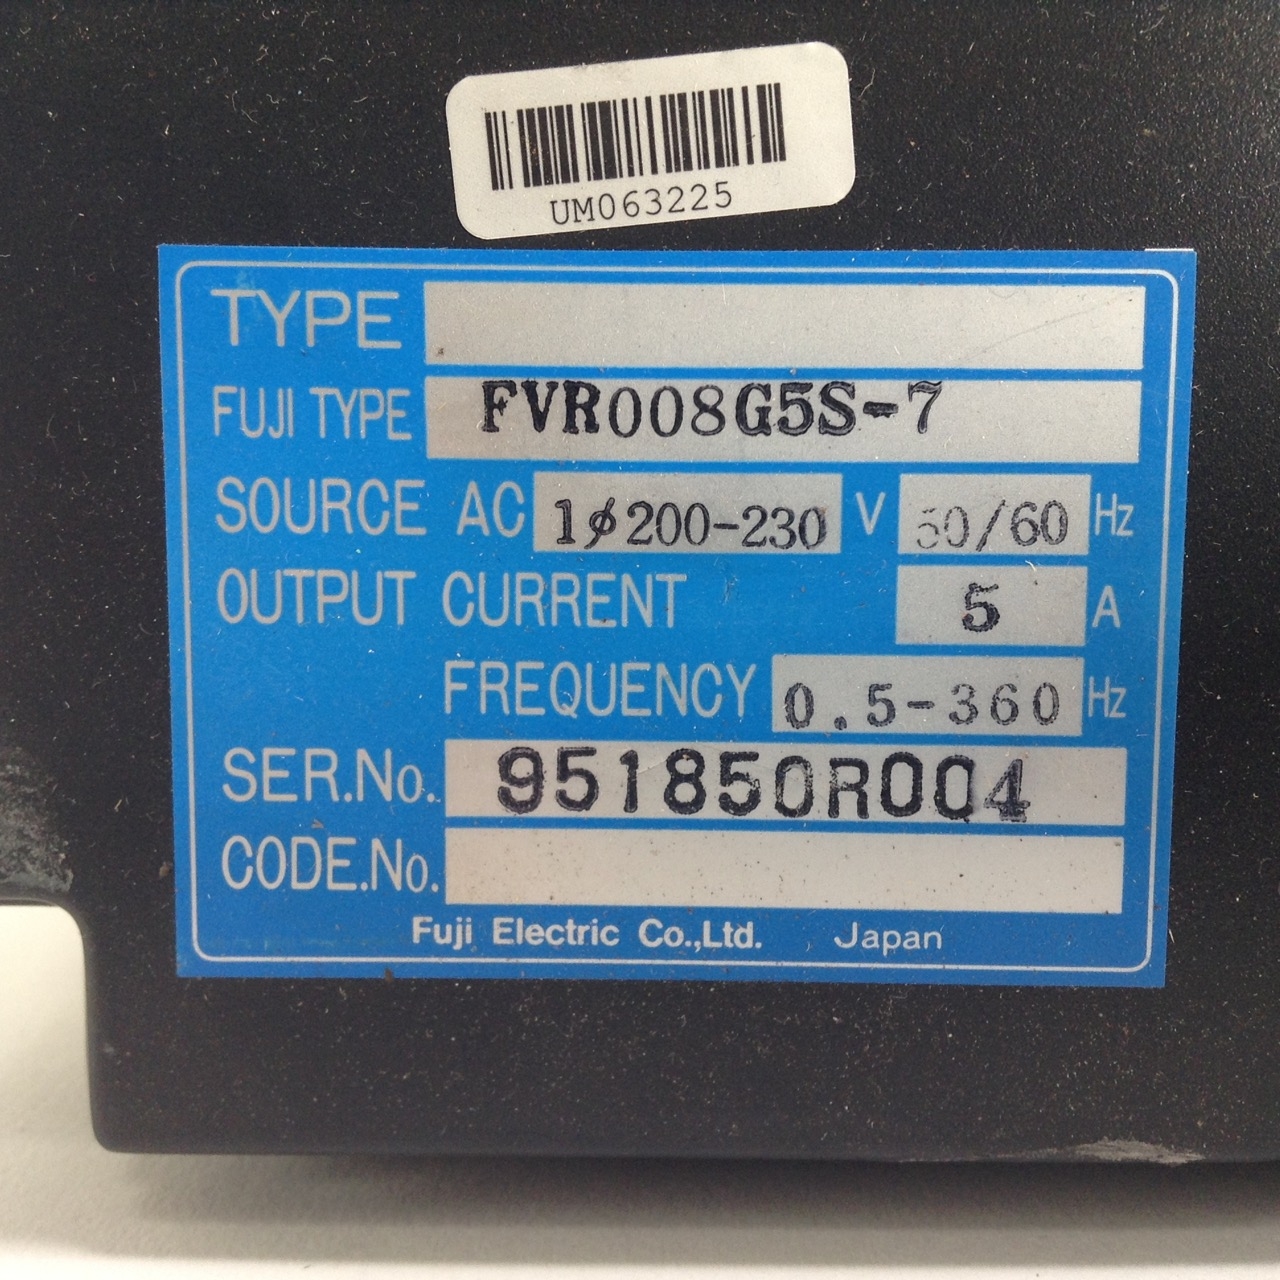 UM063225
TYPE
FUJI TYPE FVR008G5S-7
SOURCE AC 1φ200-230 V 50/60 Hz
OUTPUT CURRENT 5 A
FREQUENCY 0.5-360 Hz
SER.No. 951850R004
CODE.No.
Fuji Electric Co.,Ltd. Japan